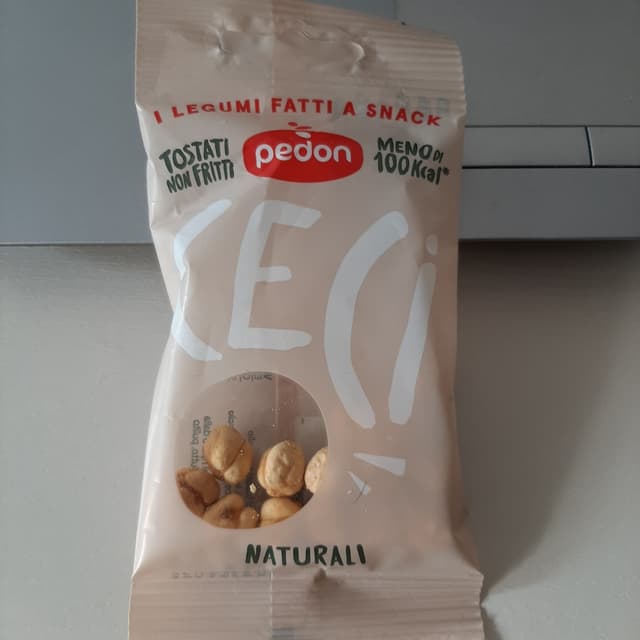 I LEGUMI FATTI A SNACK
TOSTATI
NON FRITTI
pedon
MENO DI
100 Kcal*
CECI
NATURALI